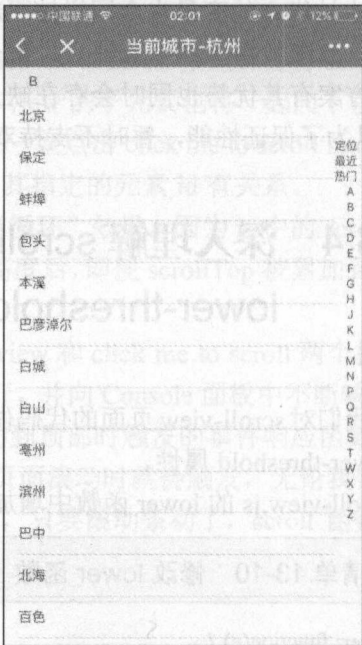 中国联通 02:01 12%
当前城市-杭州
B
北京
保定
蚌埠
包头
本溪
巴彦淖尔
白城
白山
亳州
滨州
巴中
北海
百色
定位
最近
热门
A
B
C
D
E
F
G
H
J
K
L
M
N
P
Q
R
S
T
W
X
Y
Z